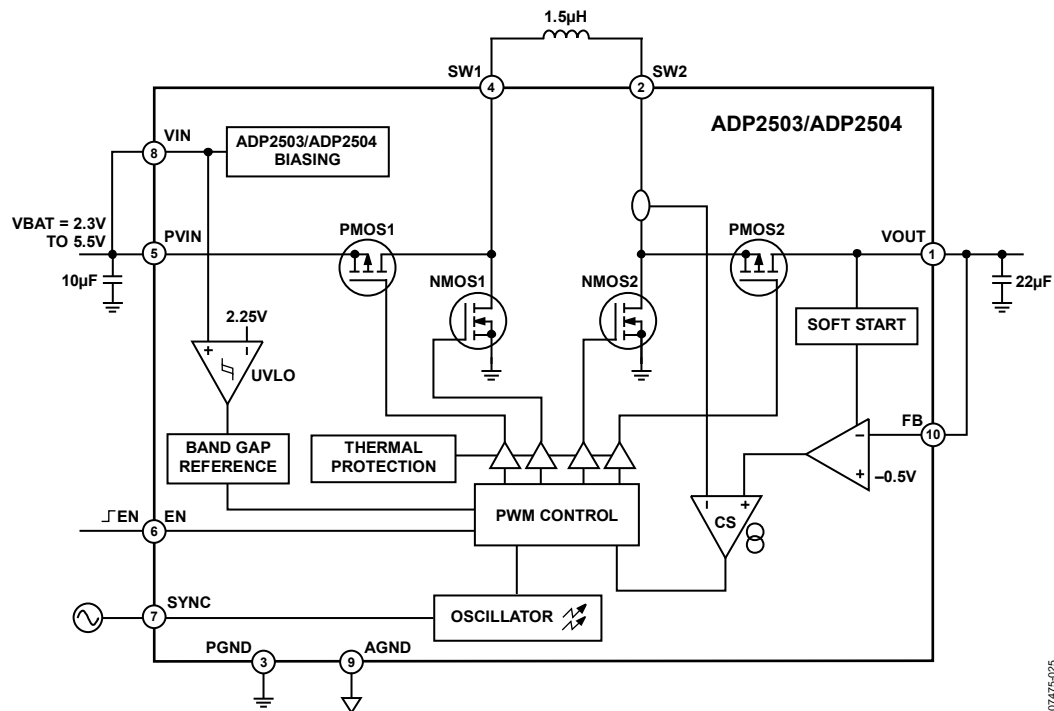 1.5µH
SW1
4
2
SW2
ADP2503/ADP2504
VIN
8
ADP2503/ADP2504
BIASING
VBAT = 2.3V
TO 5.5V
PVIN
5
10µF
PMOS1
PMOS2
VOUT
1
22µF
NMOS1
NMOS2
2.25V
+
–
UVLO
SOFT START
FB
10
–
+
–0.5V
BAND GAP
REFERENCE
THERMAL
PROTECTION
PWM CONTROL
–
+
CS
EN
6
EN
SYNC
7
OSCILLATOR
PGND
3
9
AGND
07475-025